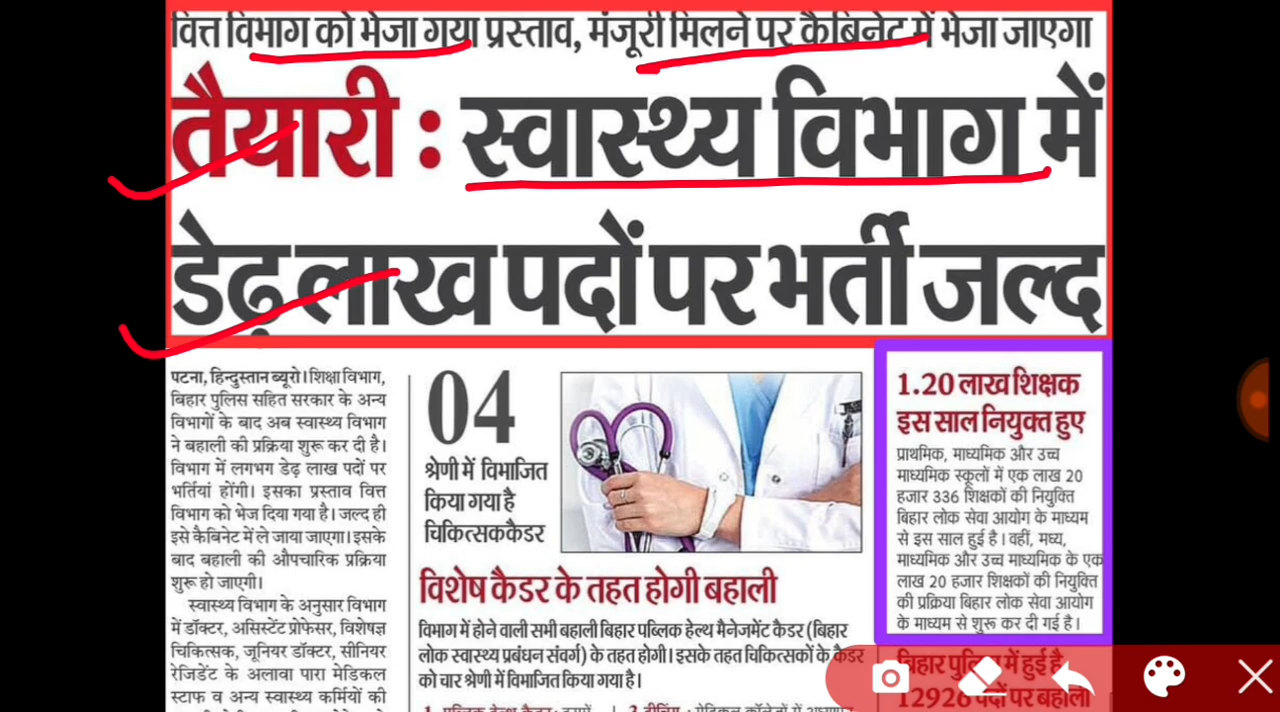 वित्त विभाग को भेजा गया प्रस्ताव, मंजूरी मिलने पर कैबिनेट में भेजा जाएगा
तैयारी : स्वास्थ्य विभाग में
डेढ़ लाख पदों पर भर्ती जल्द
पटना, हिन्दुस्तान ब्यूरो। शिक्षा विभाग,
बिहार पुलिस सहित सरकार के अन्य
विभागों के बाद अब स्वास्थ्य विभाग
ने बहाली की प्रक्रिया शुरू कर दी है।
विभाग में लगभग डेढ़ लाख पदों पर
भर्तियां होंगी। इसका प्रस्ताव वित्त
विभाग को भेज दिया गया है। जल्द ही
इसे कैबिनेट में ले जाया जाएगा। इसके
बाद बहाली की औपचारिक प्रक्रिया
शुरू हो जाएगी।
स्वास्थ्य विभाग के अनुसार विभाग
में डॉक्टर, असिस्टेंट प्रोफेसर, विशेषज्ञ
चिकित्सक, जूनियर डॉक्टर, सीनियर
रेजिडेंट के अलावा पारा मेडिकल
स्टाफ व अन्य स्वास्थ्य कर्मियों की
04
श्रेणी में विभाजित
किया गया है
चिकित्सक कैडर
विशेष कैडर के तहत होगी बहाली
विभाग में होने वाली सभी बहाली बिहार पब्लिक हेल्थ मैनेजमेंट कैडर (बिहार
लोक स्वास्थ्य प्रबंधन संवर्ग) के तहत होगी। इसके तहत चिकित्सकों के कैडर
को चार श्रेणी में विभाजित किया गया है।
1.20 लाख शिक्षक
इस साल नियुक्त हुए
प्राथमिक, माध्यमिक और उच्च
माध्यमिक स्कूलों में एक लाख 20
हजार 336 शिक्षकों की नियुक्ति
बिहार लोक सेवा आयोग के माध्यम
से इस साल हुई है। वहीं, मध्य,
माध्यमिक और उच्च माध्यमिक के एक
लाख 20 हजार शिक्षकों की नियुक्ति
की प्रक्रिया बिहार लोक सेवा आयोग
के माध्यम से शुरू कर दी गई है।
बिहार पुलिस में हुई है
12926 पदों पर बहाली